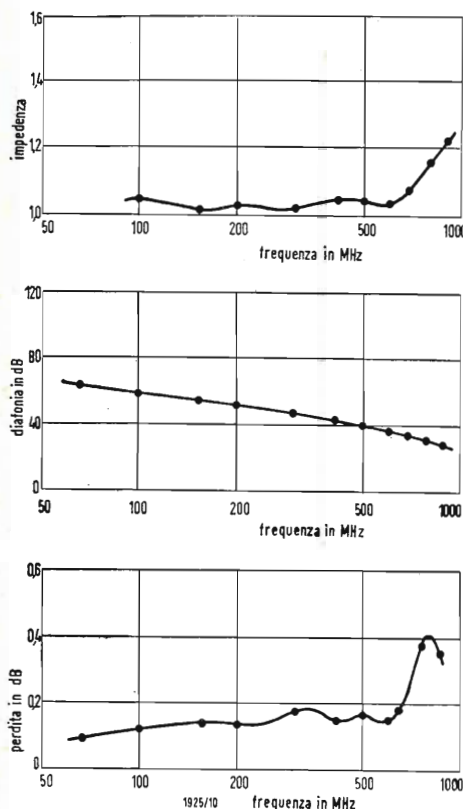 1,6
1,4
1,2
1,0
impedenza
50 100 200 500 1000
frequenza in MHz
120
80
40
0
diafonia in dB
50 100 200 500 1000
frequenza in MHz
0,6
0,4
0,2
0
perdita in dB
50 100 200 500 1000
1925/10 frequenza in MHz